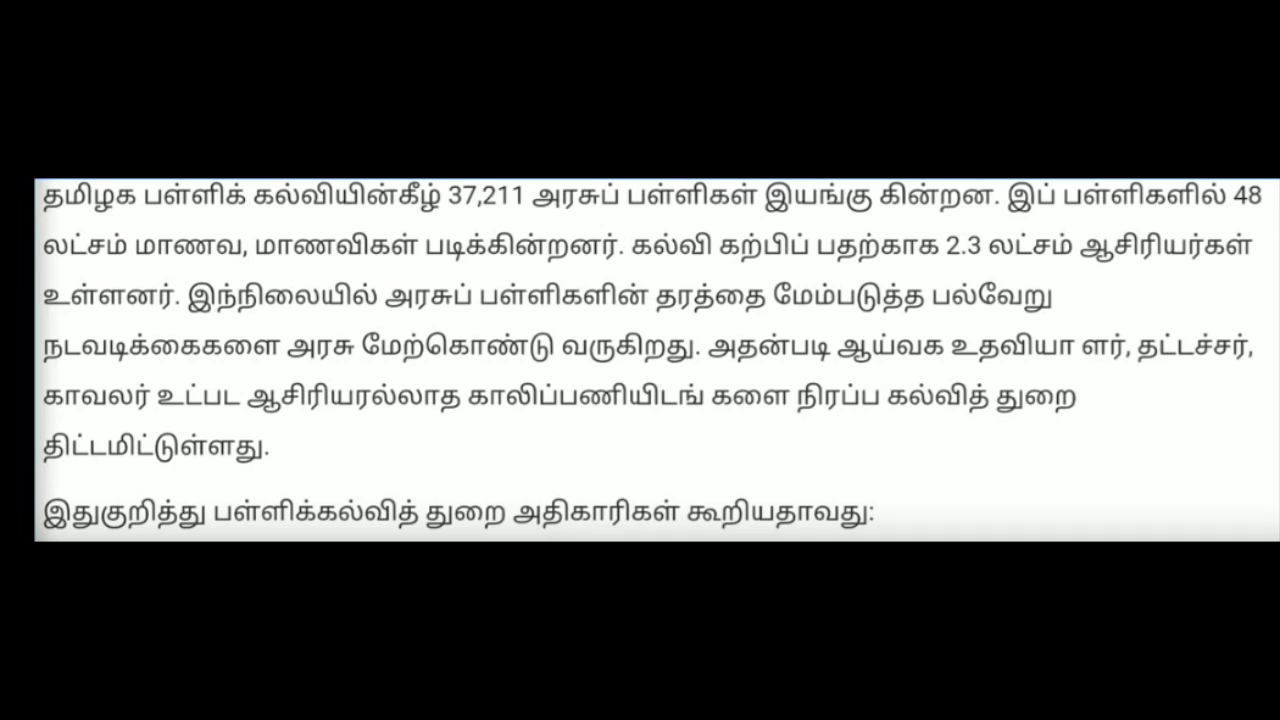 தமிழக பள்ளிக் கல்வியின்கீழ் 37,211 அரசுப் பள்ளிகள் இயங்கு கின்றன. இப் பள்ளிகளில் 48
லட்சம் மாணவ, மாணவிகள் படிக்கின்றனர். கல்வி கற்பிப் பதற்காக 2.3 லட்சம் ஆசிரியர்கள்
உள்ளனர். இந்நிலையில் அரசுப் பள்ளிகளின் தரத்தை மேம்படுத்த பல்வேறு
நடவடிக்கைகளை அரசு மேற்கொண்டு வருகிறது. அதன்படி ஆய்வக உதவியா ளர், தட்டச்சர்,
காவலர் உட்பட ஆசிரியரல்லாத காலிப்பணியிடங் களை நிரப்ப கல்வித் துறை
திட்டமிட்டுள்ளது.
இதுகுறித்து பள்ளிக்கல்வித் துறை அதிகாரிகள் கூறியதாவது: